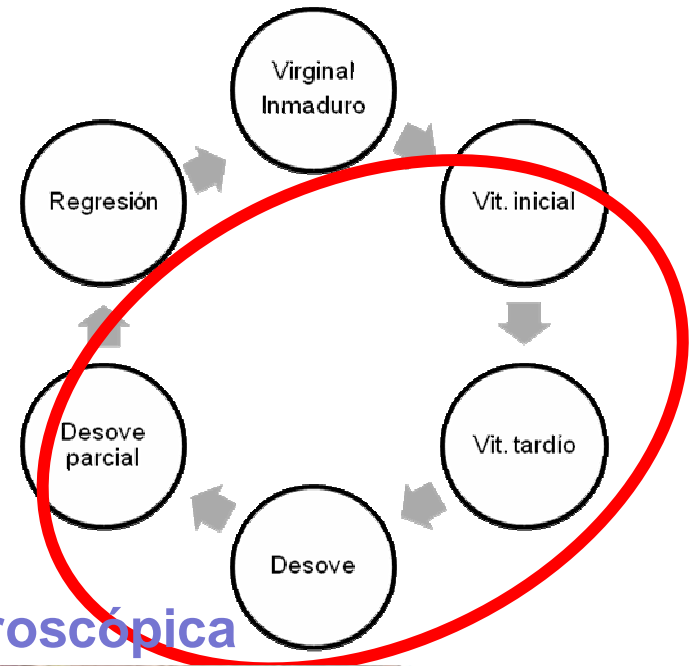 Virginal
Inmaduro
Vit. inicial
Vit. tardío
Desove
Desove
parcial
Regresión
roscópica